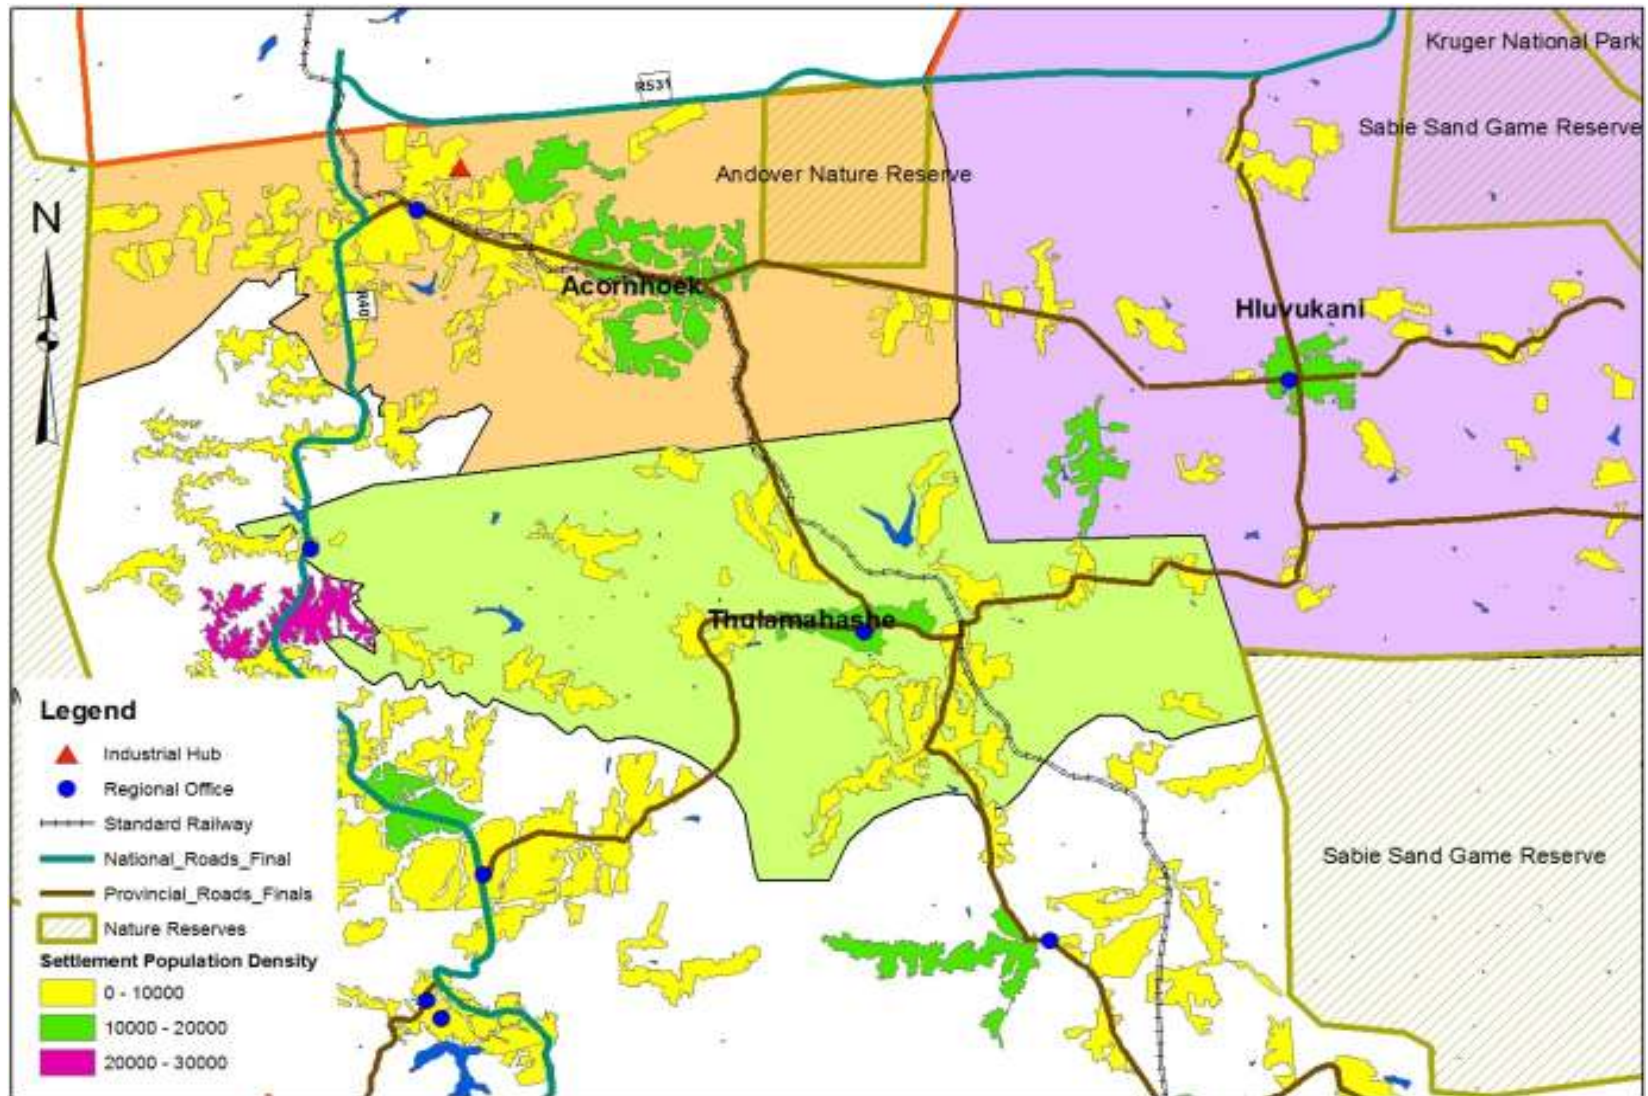 Kruger National Park
R531
Sabie Sand Game Reserve
Andover Nature Reserve
N
Acornhoek
R40
Hluvukani
Thulamahashe
Legend
Industrial Hub
Regional Office
Standard Railway
National_Roads_Final
Provincial_Roads_Finals
Nature Reserves
Settlement Population Density
0 - 10000
10000 - 20000
20000 - 30000
Sabie Sand Game Reserve